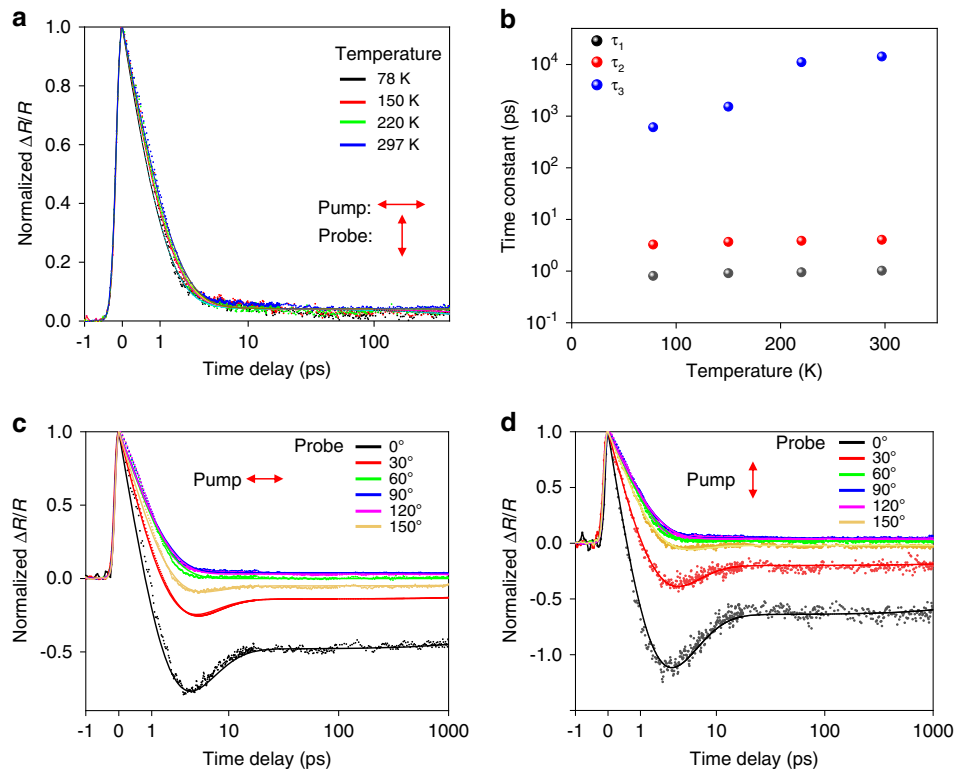 a
1.0
0.8
0.6
0.4
0.2
0.0
Normalized ΔR/R
Temperature
78 K
150 K
220 K
297 K
Pump:
Probe:
-1 0 1 10 100
Time delay (ps)
b
τ1
τ2
τ3
10^4
10^3
10^2
10^1
10^0
10^-1
Time constant (ps)
0 100 200 300
Temperature (K)
c
1.0
0.5
0.0
-0.5
Normalized ΔR/R
Probe
0°
30°
60°
90°
120°
150°
Pump
-1 0 1 10 100 1000
Time delay (ps)
d
1.0
0.5
0.0
-0.5
-1.0
Normalized ΔR/R
Probe
0°
30°
60°
90°
120°
150°
Pump
-1 0 1 10 100 1000
Time delay (ps)